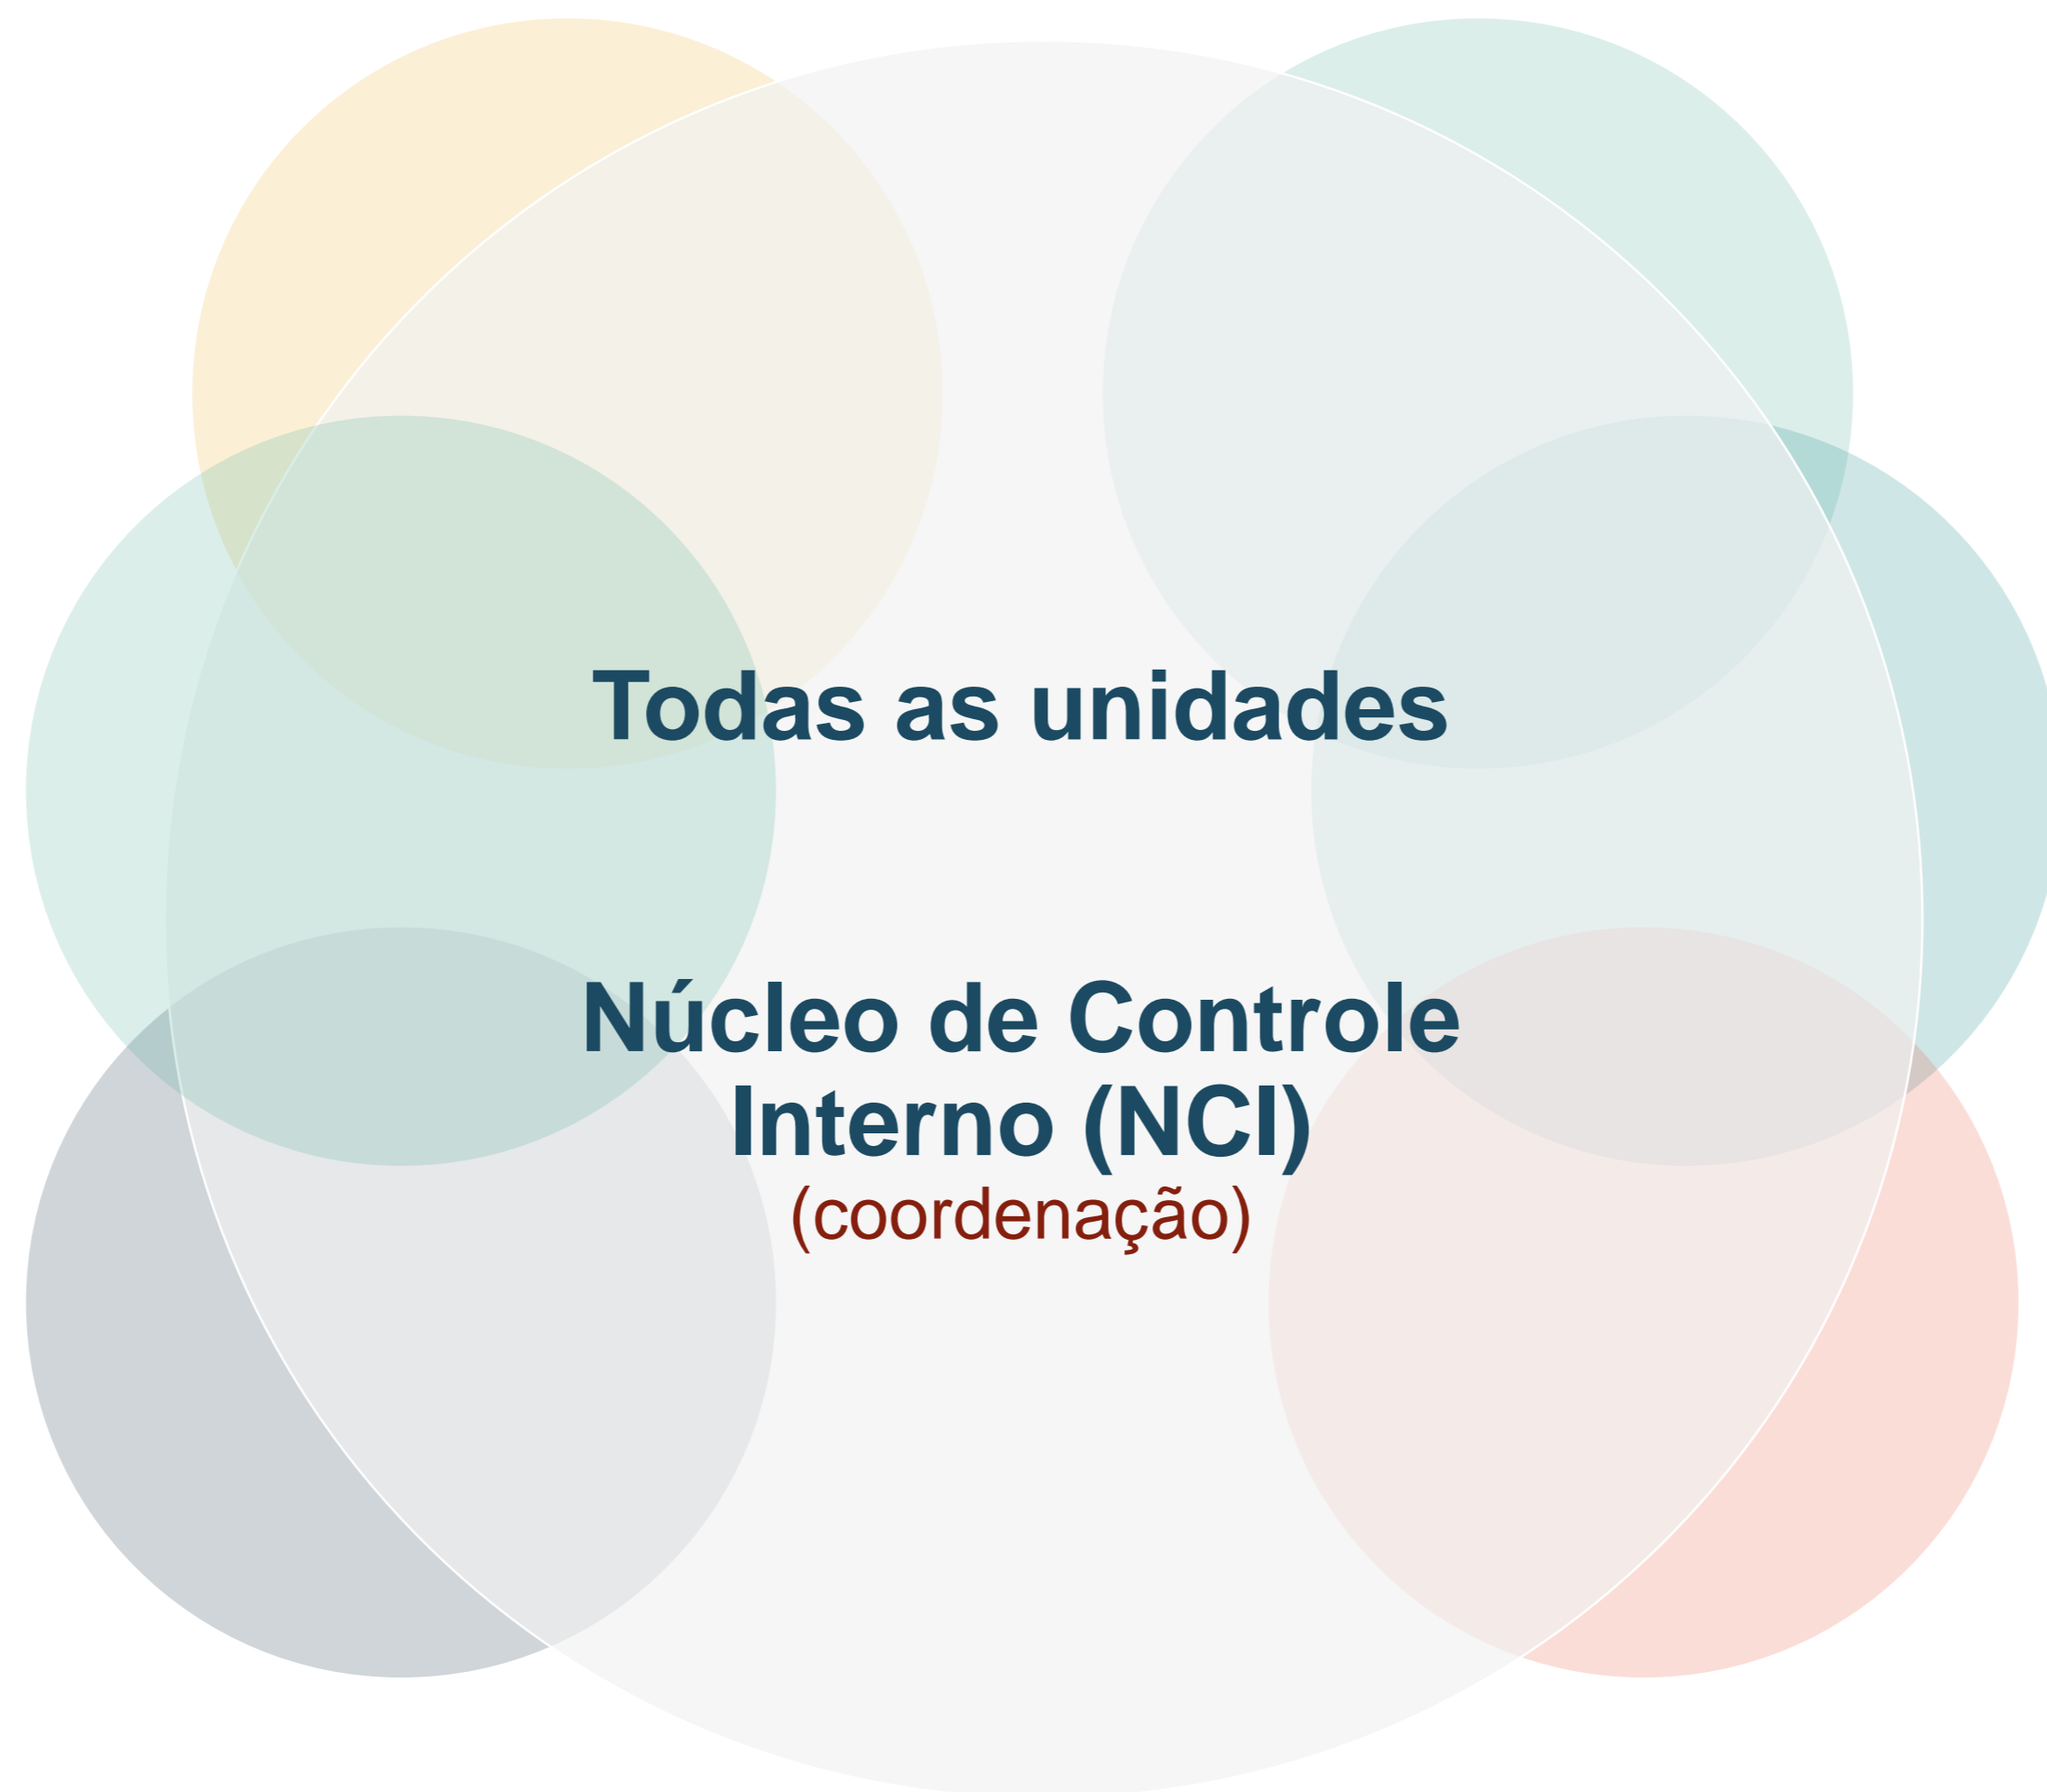 Todas as unidades
Núcleo de Controle
Interno (NCI)
(coordenação)